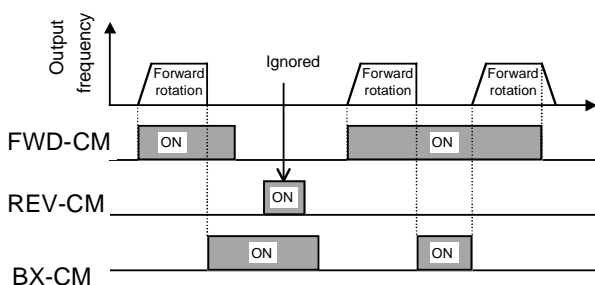 Output
frequency
Forward
rotation
Ignored
Forward
rotation
Forward
rotation
FWD-CM
ON
ON
REV-CM
ON
BX-CM
ON
ON